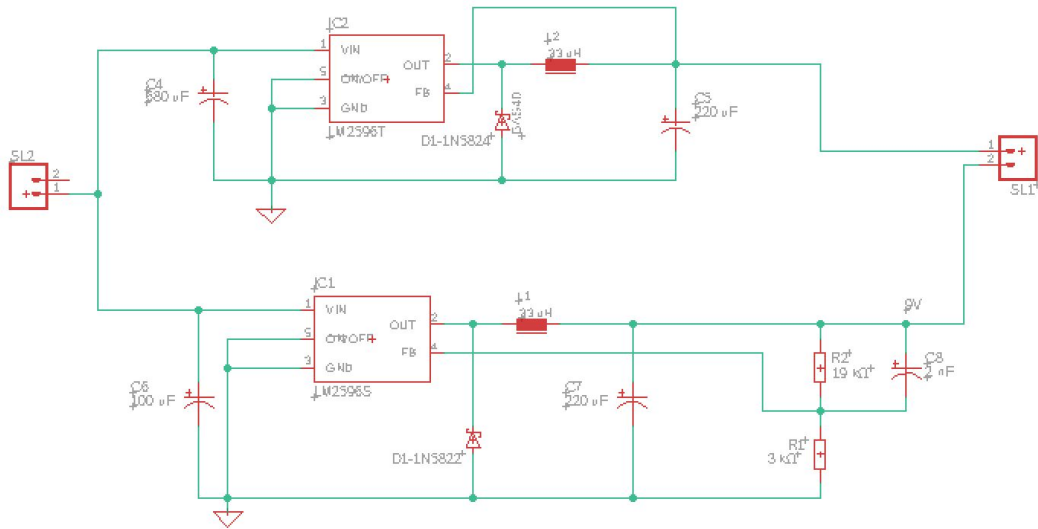 IC2
L2
33 uH
1
VIN
OUT
2
5
ON/OFF
FB
4
3
GND
LM2596T
C4
680 uF
D1-1N5824
C5
220 uF
SL2
2
1
1
2
SL1
IC1
L1
33 uH
9V
1
VIN
OUT
2
5
ON/OFF
FB
4
3
GND
LM2596S
C6
100 uF
C7
220 uF
R2
19 kΩ
C8
D1-1N5822
R1
3 kΩ